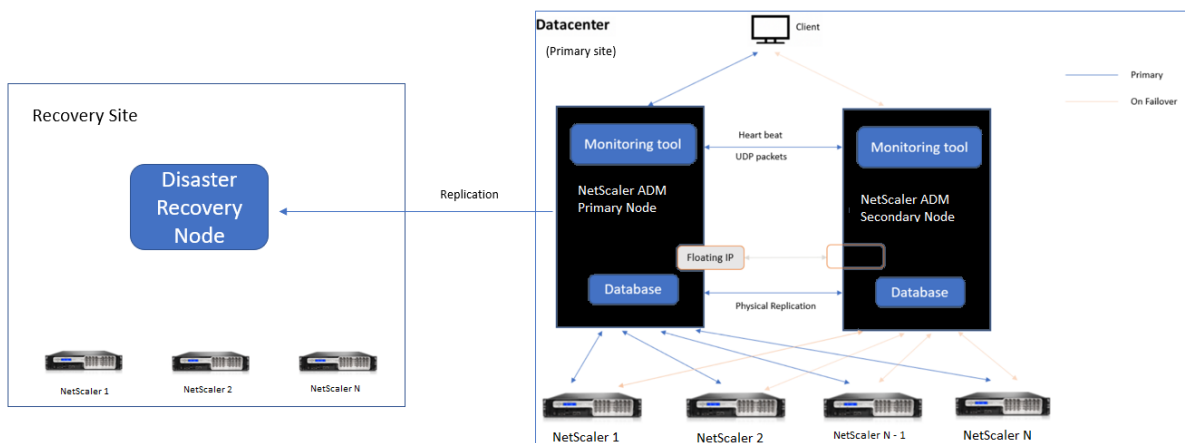 Datacenter
(Primary site)
Client
Primary
On Failover
Recovery Site
Disaster
Recovery
Node
Replication
Monitoring tool
NetScaler ADM
Primary Node
Floating IP
Database
Heart beat
UDP packets
Physical Replication
Monitoring tool
NetScaler ADM
Secondary Node
Database
NetScaler 1
NetScaler 2
NetScaler N
NetScaler 1
NetScaler 2
NetScaler N - 1
NetScaler N